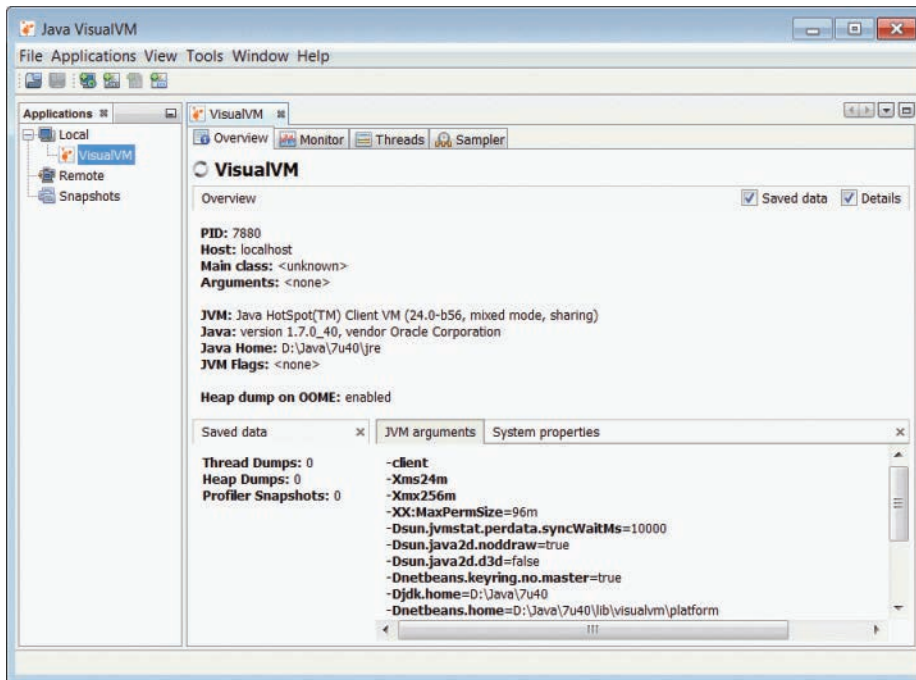 Java VisualVM
File Applications View Tools Window Help
Applications
Local
VisualVM
Remote
Snapshots
VisualVM
Overview Monitor Threads Sampler
VisualVM
Overview Saved data Details
PID: 7880
Host: localhost
Main class: <unknown>
Arguments: <none>
JVM: Java HotSpot(TM) Client VM (24.0-b56, mixed mode, sharing)
Java: version 1.7.0_40, vendor Oracle Corporation
Java Home: D:\Java\7u40\jre
JVM Flags: <none>
Heap dump on OOME: enabled
Saved data
Thread Dumps: 0
Heap Dumps: 0
Profiler Snapshots: 0
JVM arguments System properties
-client
-Xms24m
-Xmx256m
-XX:MaxPermSize=96m
-Dsun.jvmstat.perdata.syncWaitMs=10000
-Dsun.java2d.noddraw=true
-Dsun.java2d.d3d=false
-Dnetbeans.keyring.no.master=true
-Djdk.home=D:\Java\7u40
-Dnetbeans.home=D:\Java\7u40\lib\visualvm\platform